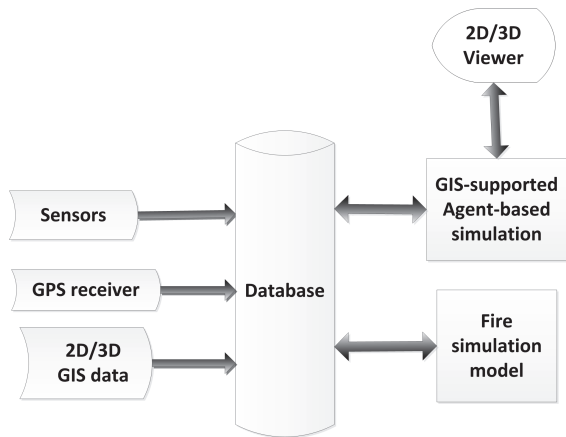 2D/3D
Viewer
GIS-supported
Agent-based
simulation
Sensors
GPS receiver
Database
2D/3D
GIS data
Fire
simulation
model